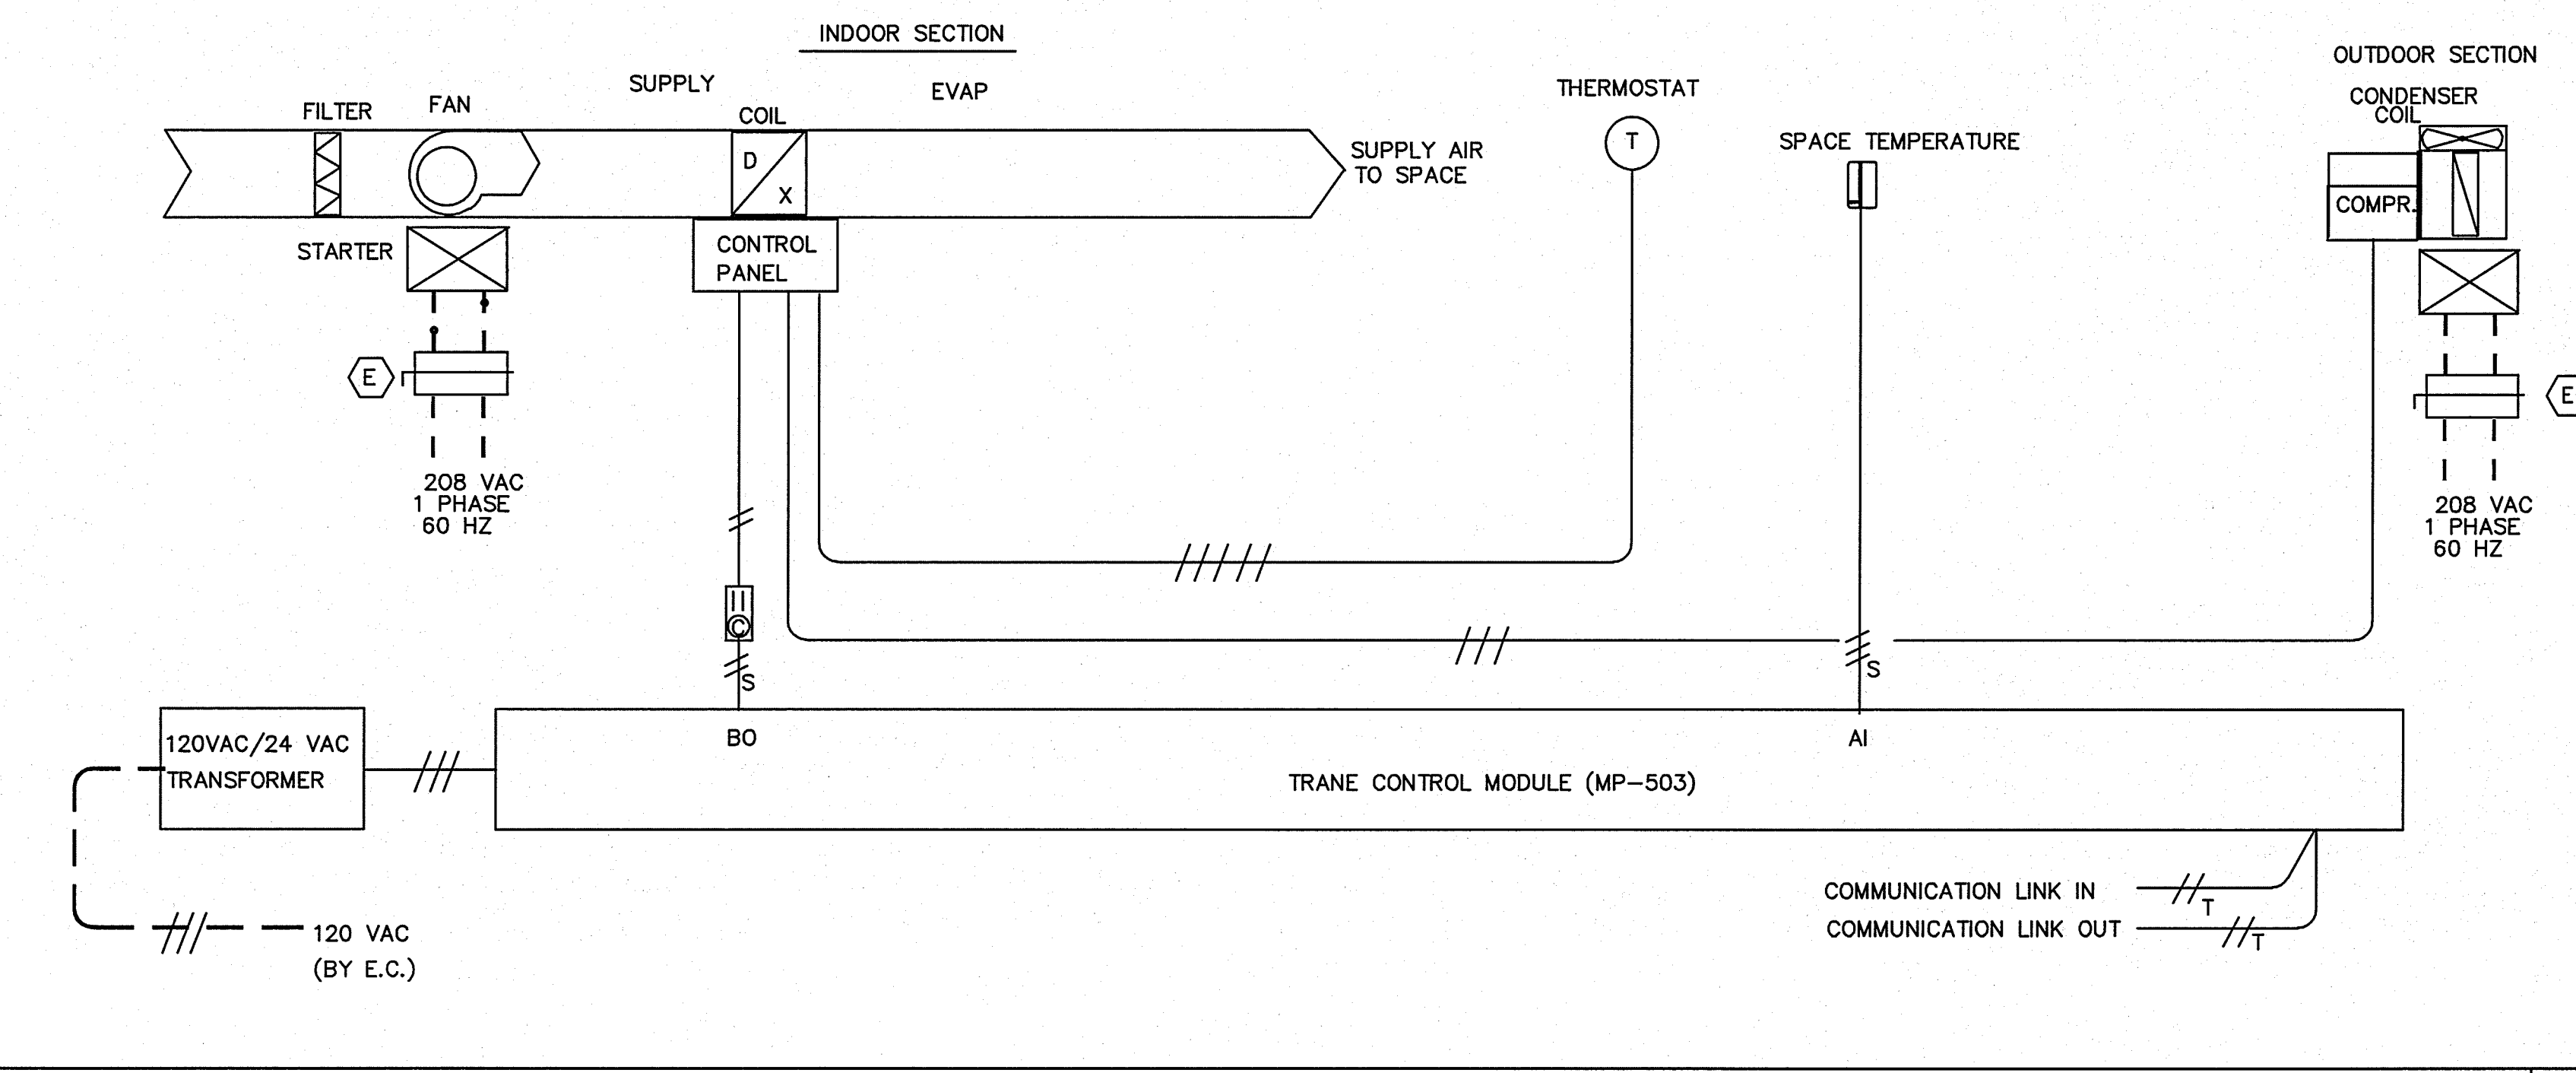 INDOOR SECTION
OUTDOOR SECTION
SUPPLY
EVAP
THERMOSTAT
CONDENSER
COIL
FILTER
FAN
COIL
SPACE TEMPERATURE
D
X
SUPPLY AIR
TO SPACE
T
COMPR.
STARTER
CONTROL
PANEL
E
E
208 VAC
1 PHASE
60 HZ
208 VAC
1 PHASE
60 HZ
C
S
S
120VAC/24 VAC
TRANSFORMER
BO
AI
TRANE CONTROL MODULE (MP-503)
COMMUNICATION LINK IN
T
COMMUNICATION LINK OUT
T
120 VAC
(BY E.C.)